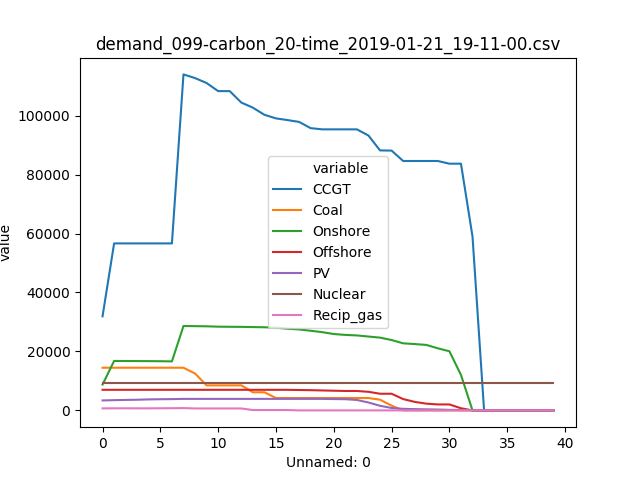 demand_099-carbon_20-time_2019-01-21_19-11-00.csv
value
100000
80000
60000
40000
20000
0
variable
CCGT
Coal
Onshore
Offshore
PV
Nuclear
Recip_gas
0 5 10 15 20 25 30 35 40
Unnamed: 0